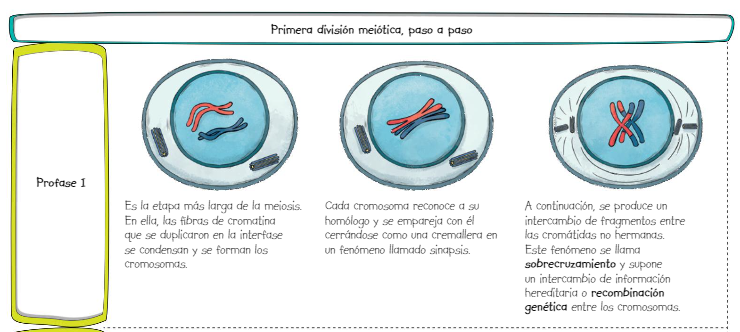 Primera división meiótica, paso a paso
Profase 1
Es la etapa más larga de la meiosis.
En ella, las fibras de cromatina
que se duplicaron en la interfase
se condensan y se forman los
cromosomas.
Cada cromosoma reconoce a su
homólogo y se empareja con él
cerrándose como una cremallera en
un fenómeno llamado sinapsis.
A continuación, se produce un
intercambio de fragmentos entre
las cromátidas no hermanas.
Este fenómeno se llama
sobrecruzamiento y supone
un intercambio de información
hereditaria o recombinación
genética entre los cromosomas.